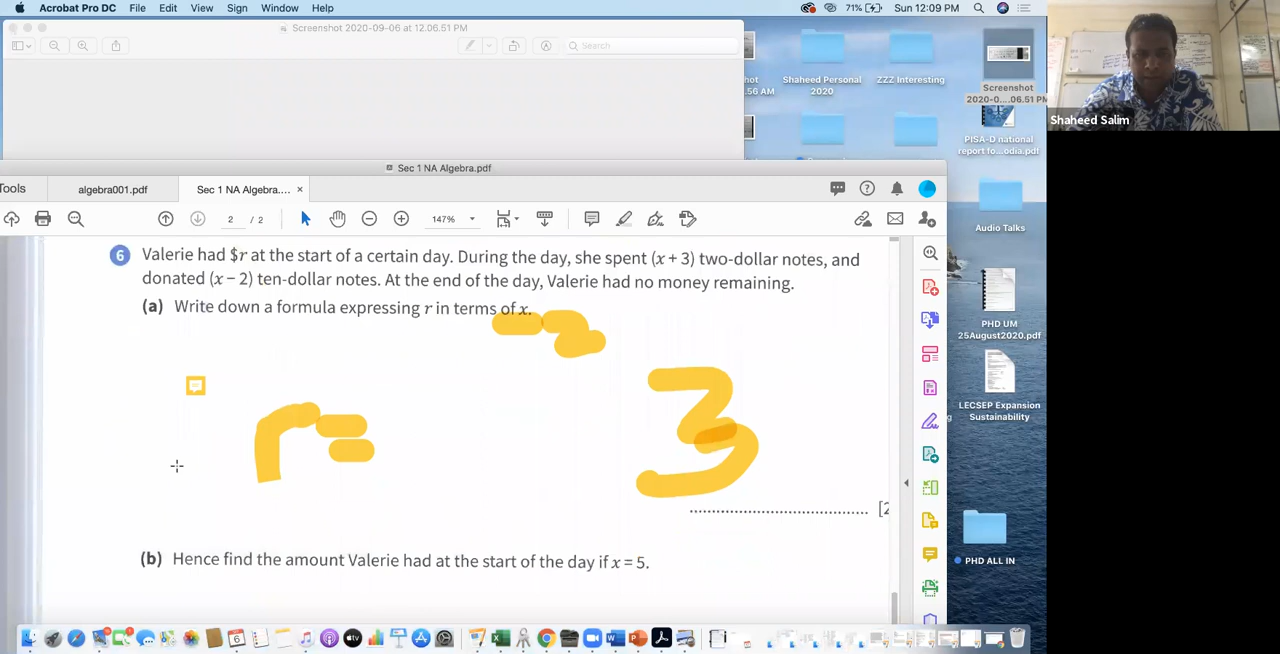 Acrobat Pro DC File Edit View Sign Window Help 71% Sun 12:09 PM
Screenshot 2020-09-06 at 12.06.51 PM
Search
hot
.56 AM
Shaheed Personal
2020
ZZZ Interesting
Screenshot
2020-0....06.51 PM
Shaheed Salim
PISA-D national
report fo...odia.pdf
Sec 1 NA Algebra.pdf
Tools algebra001.pdf Sec 1 NA Algebra.... ×
2 / 2 147%
Audio Talks
6 Valerie had $r at the start of a certain day. During the day, she spent (x + 3) two-dollar notes, and
donated (x – 2) ten-dollar notes. At the end of the day, Valerie had no money remaining.
(a) Write down a formula expressing r in terms of x.
PHD UM
25August2020.pdf
r =
3
LECSEP Expansion
Sustainability
[2
(b) Hence find the amount Valerie had at the start of the day if x = 5.
PHD ALL IN